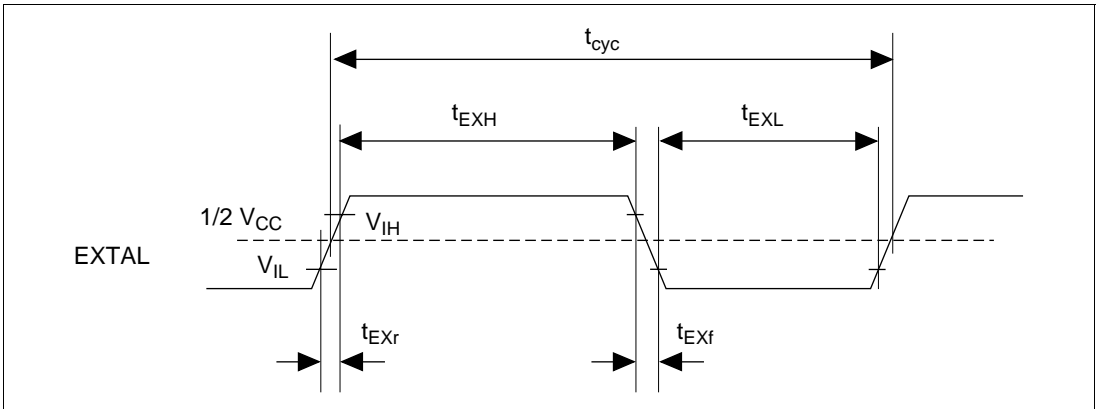 tcyc
tEXH
tEXL
1/2 VCC
VIH
EXTAL
VIL
tEXr
tEXf